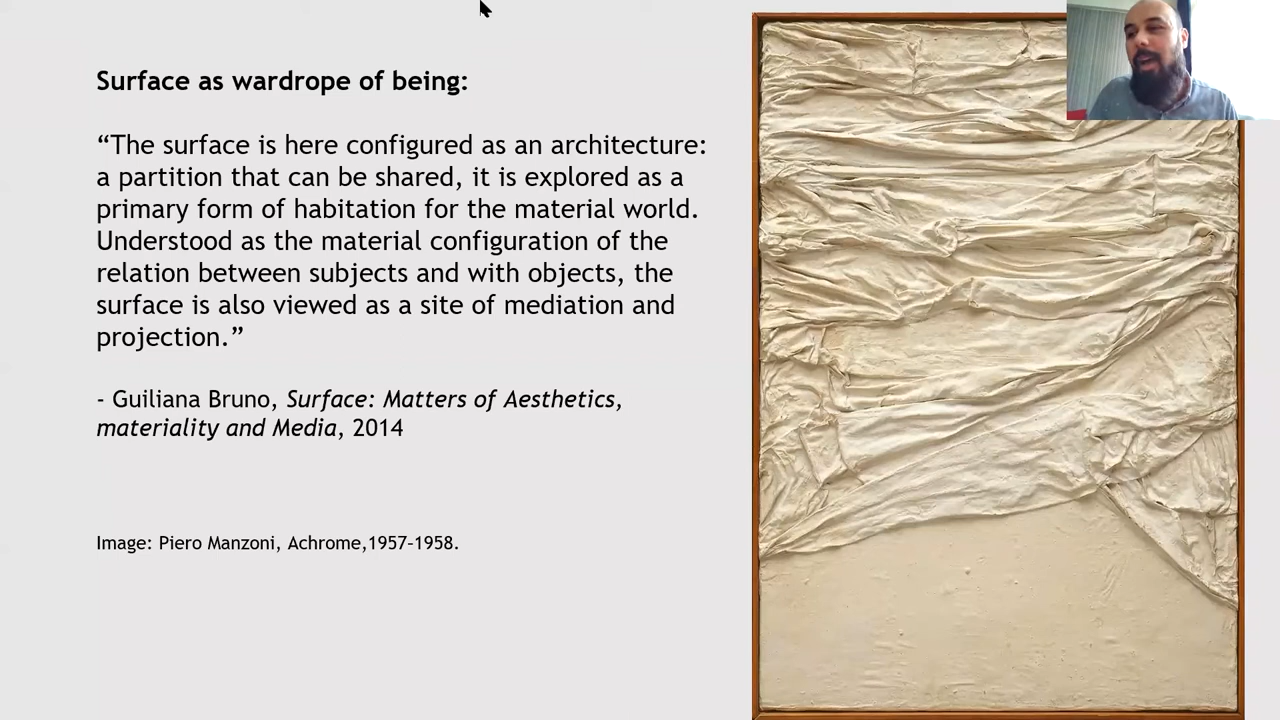 Surface as wardrope of being:
“The surface is here configured as an architecture:
a partition that can be shared, it is explored as a
primary form of habitation for the material world.
Understood as the material configuration of the
relation between subjects and with objects, the
surface is also viewed as a site of mediation and
projection.”
- Guiliana Bruno, Surface: Matters of Aesthetics,
materiality and Media, 2014
Image: Piero Manzoni, Achrome,1957–1958.